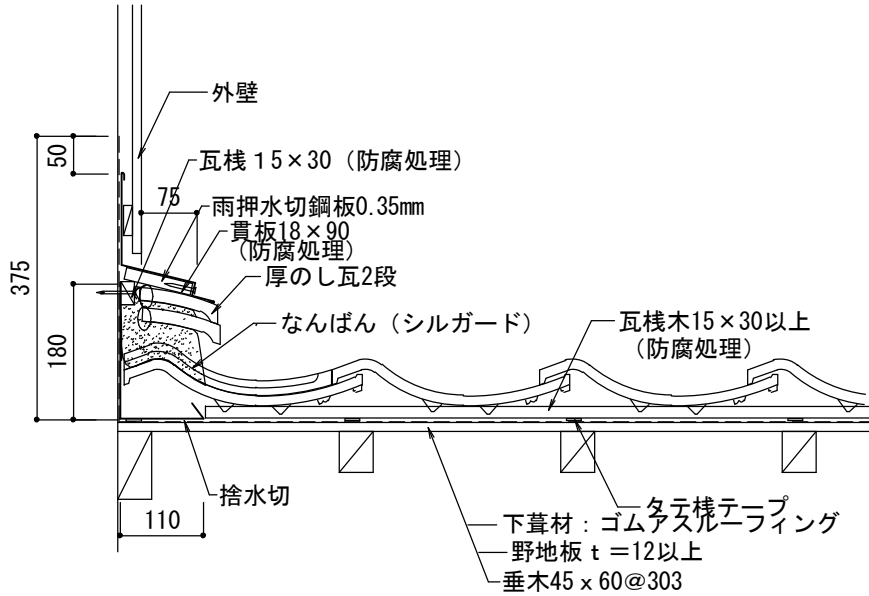 外壁
50
瓦桟 15×30（防腐処理）
75
雨押水切鋼板0.35mm
貫板18×90
（防腐処理）
厚のし瓦2段
375
180
なんばん（シルガード）
瓦桟木15×30以上
（防腐処理）
捨水切
110
タテ桟テープ
下葺材：ゴムアスルーフィング
野地板ｔ＝12以上
垂木45ｘ60@303